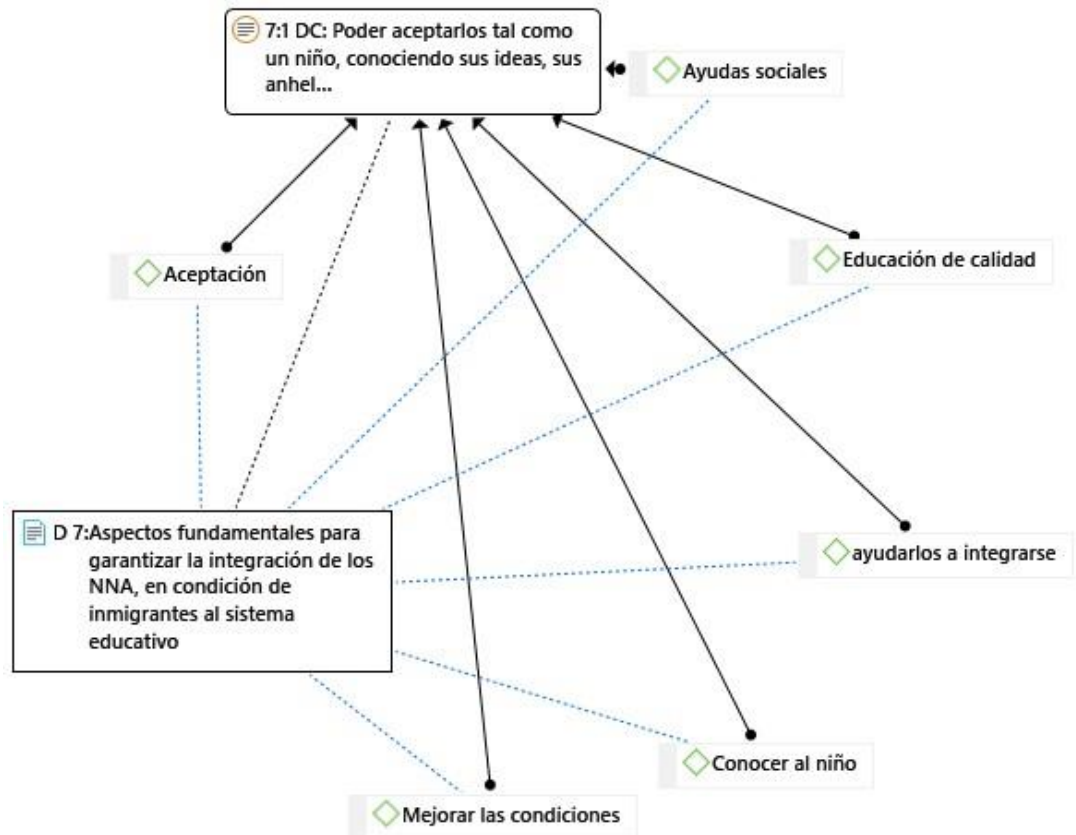 7:1 DC: Poder aceptarlos tal como
un niño, conociendo sus ideas, sus
anhel...
Ayudas sociales
Educación de calidad
Aceptación
D 7:Aspectos fundamentales para
garantizar la integración de los
NNA, en condición de
inmigrantes al sistema
educativo
ayudarlos a integrarse
Conocer al niño
Mejorar las condiciones